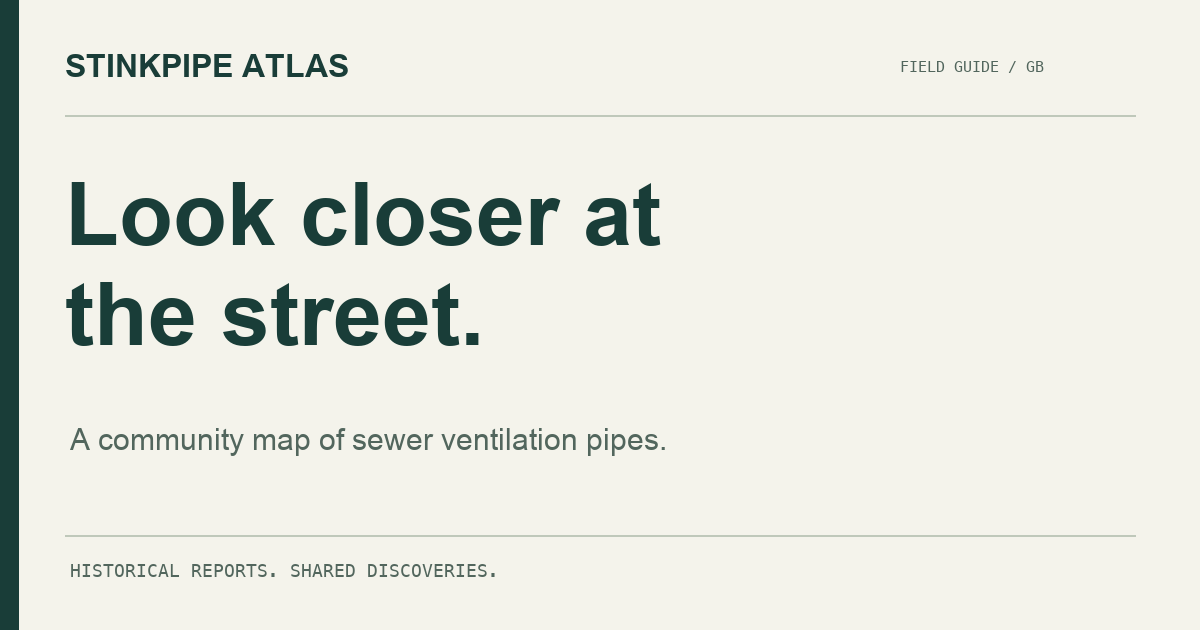 STINKPIPE ATLAS
FIELD GUIDE / GB
Look closer at
the street.
A community map of sewer ventilation pipes.
HISTORICAL REPORTS. SHARED DISCOVERIES.